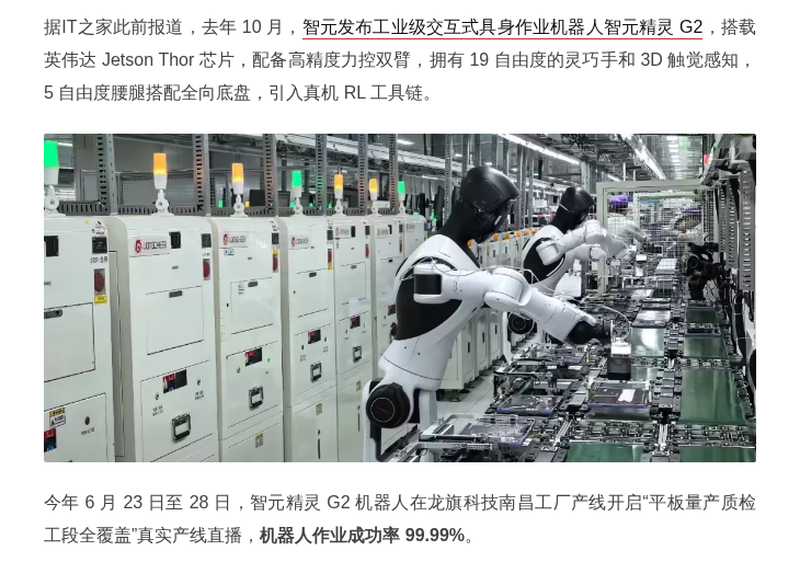 据IT之家此前报道，去年 10 月，智元发布工业级交互式具身作业机器人智元精灵 G2，搭载
英伟达 Jetson Thor 芯片，配备高精度力控双臂，拥有 19 自由度的灵巧手和 3D 触觉感知，
5 自由度腰腿搭配全向底盘，引入真机 RL 工具链。
今年 6 月 23 日至 28 日，智元精灵 G2 机器人在龙旗科技南昌工厂产线开启“平板量产质检
工段全覆盖”真实产线直播，机器人作业成功率 99.99%。